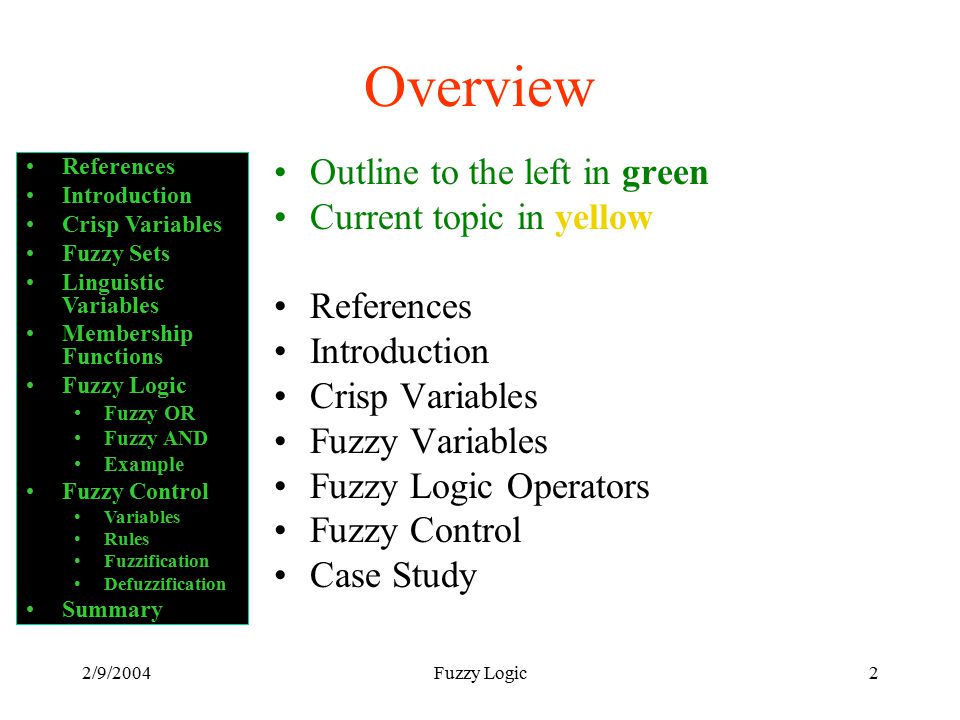 Overview
• References
• Introduction
• Crisp Variables
• Fuzzy Sets
• Linguistic
Variables
• Membership
Functions
• Fuzzy Logic
• Fuzzy OR
• Fuzzy AND
• Example
• Fuzzy Control
• Variables
• Rules
• Fuzzification
• Defuzzification
• Summary
• Outline to the left in green
• Current topic in yellow
• References
• Introduction
• Crisp Variables
• Fuzzy Variables
• Fuzzy Logic Operators
• Fuzzy Control
• Case Study
2/9/2004
Fuzzy Logic
2